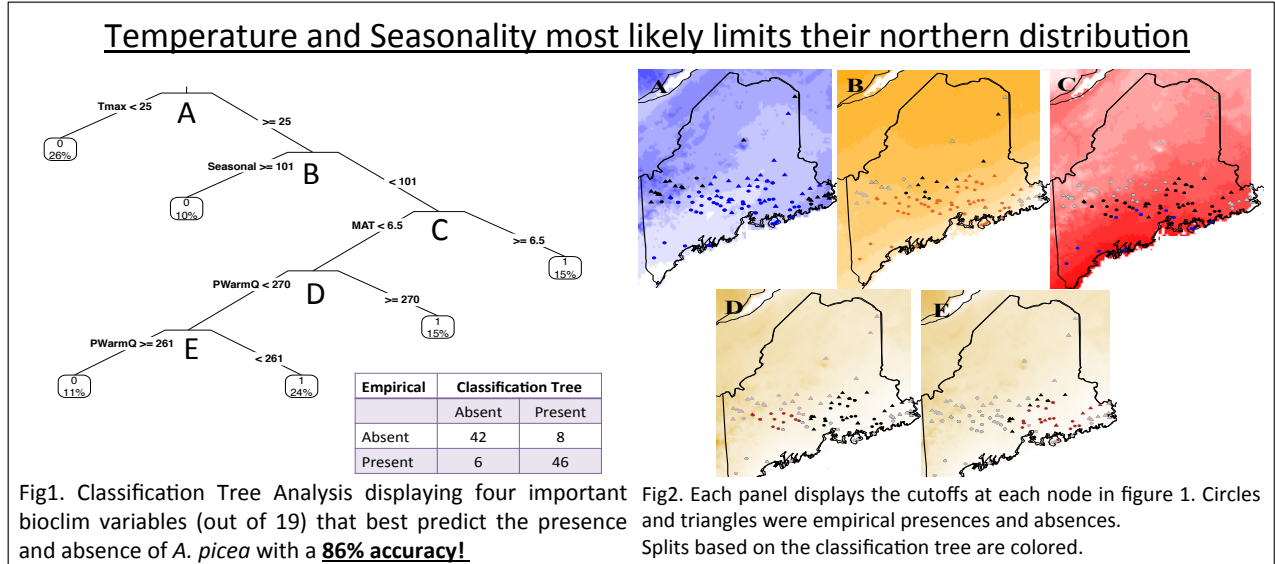 Temperature and Seasonality most likely limits their northern distribution
Tmax < 25
A
>= 25
0
26%
Seasonal >= 101
B
< 101
0
10%
MAT < 6.5
C
>= 6.5
1
15%
PWarmQ < 270
D
>= 270
1
15%
PWarmQ >= 261
E
< 261
0
11%
1
24%
Empirical Classification Tree
Absent Present
Absent 42 8
Present 6 46
Fig1. Classification Tree Analysis displaying four important
bioclim variables (out of 19) that best predict the presence
and absence of A. picea with a 86% accuracy!
A
B
C
D
E
Fig2. Each panel displays the cutoffs at each node in figure 1. Circles
and triangles were empirical presences and absences.
Splits based on the classification tree are colored.